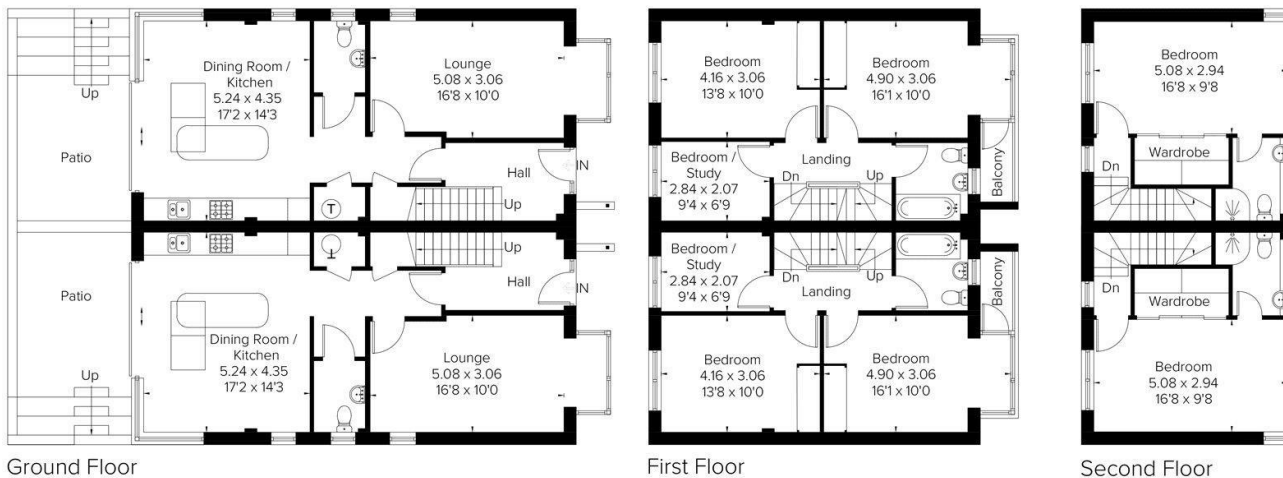 Dining Room /
Kitchen
5.24 x 4.35
17'2 x 14'3
Up
Patio
Lounge
5.08 x 3.06
16'8 x 10'0
Hall
IN
Up
T
Patio
Up
Dining Room /
Kitchen
5.24 x 4.35
17'2 x 14'3
Up
Hall
IN
Lounge
5.08 x 3.06
16'8 x 10'0
Ground Floor
Bedroom
4.16 x 3.06
13'8 x 10'0
Bedroom
4.90 x 3.06
16'1 x 10'0
Bedroom /
Study
2.84 x 2.07
9'4 x 6'9
Landing
Dn
Up
Balcony
Bedroom /
Study
2.84 x 2.07
9'4 x 6'9
Dn
Up
Landing
Balcony
Bedroom
4.16 x 3.06
13'8 x 10'0
Bedroom
4.90 x 3.06
16'1 x 10'0
First Floor
Bedroom
5.08 x 2.94
16'8 x 9'8
Wardrobe
Dn
Dn
Wardrobe
Bedroom
5.08 x 2.94
16'8 x 9'8
Second Floor